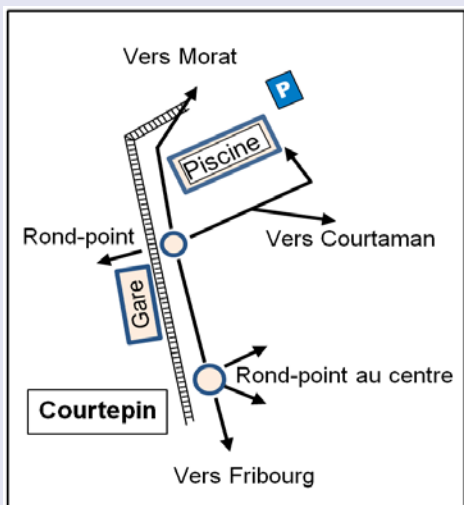 Vers Morat
P
Piscine
Rond-point
Vers Courtaman
Gare
Rond-point au centre
Courtepin
Vers Fribourg